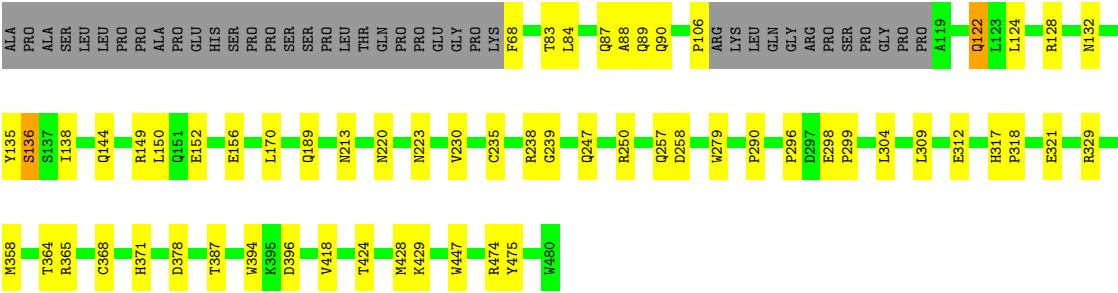 ALA PRO ALA SER LEU LEU PRO PRO ALA PRO GLU HIS SER PRO PRO SER SER PRO LEU THR GLN PRO PRO GLU GLY PRO LYS F68 T83 L84 Q87 A88 Q89 Q90 P106 ARG LYS LEU GLN GLY ARG PRO SER PRO GLY PRO PRO A119 Q122 L123 L124 R128 N132
Y135 S136 S137 I138 Q144 R149 L150 Q151 E152 E156 L170 Q189 N213 N220 N223 V230 C235 R238 G239 Q247 R250 Q257 D258 W279 P290 P296 D297 E298 P299 L304 L309 E312 H317 P318 E321 R329
M358 T364 R365 C368 H371 D378 T387 W394 K395 D396 V418 T424 M428 K429 W447 R474 Y475 W480